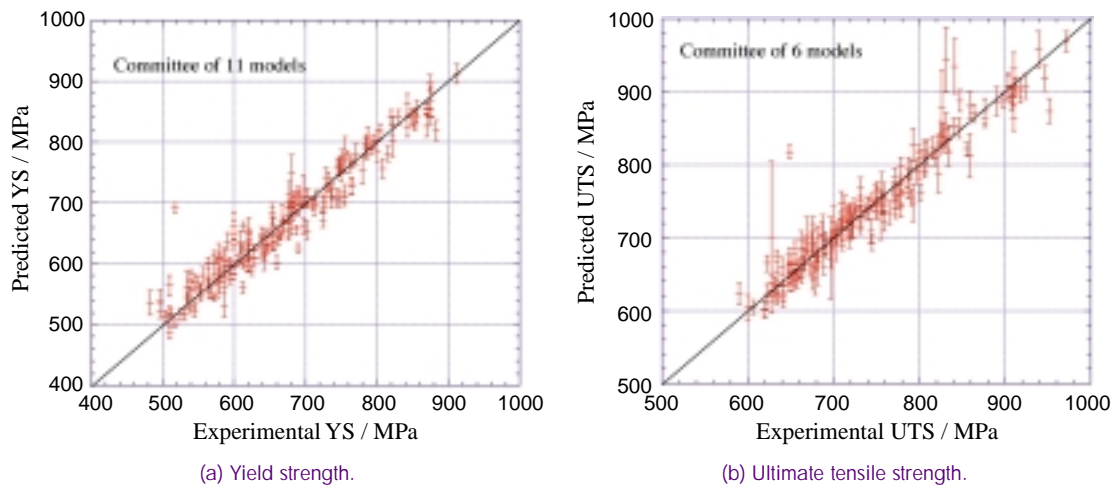 1000
900
800
700
600
500
400
Predicted YS / MPa
Committee of 11 models
400 500 600 700 800 900 1000
Experimental YS / MPa
(a) Yield strength.
1000
900
800
700
600
500
Predicted UTS / MPa
Committee of 6 models
500 600 700 800 900 1000
Experimental UTS / MPa
(b) Ultimate tensile strength.